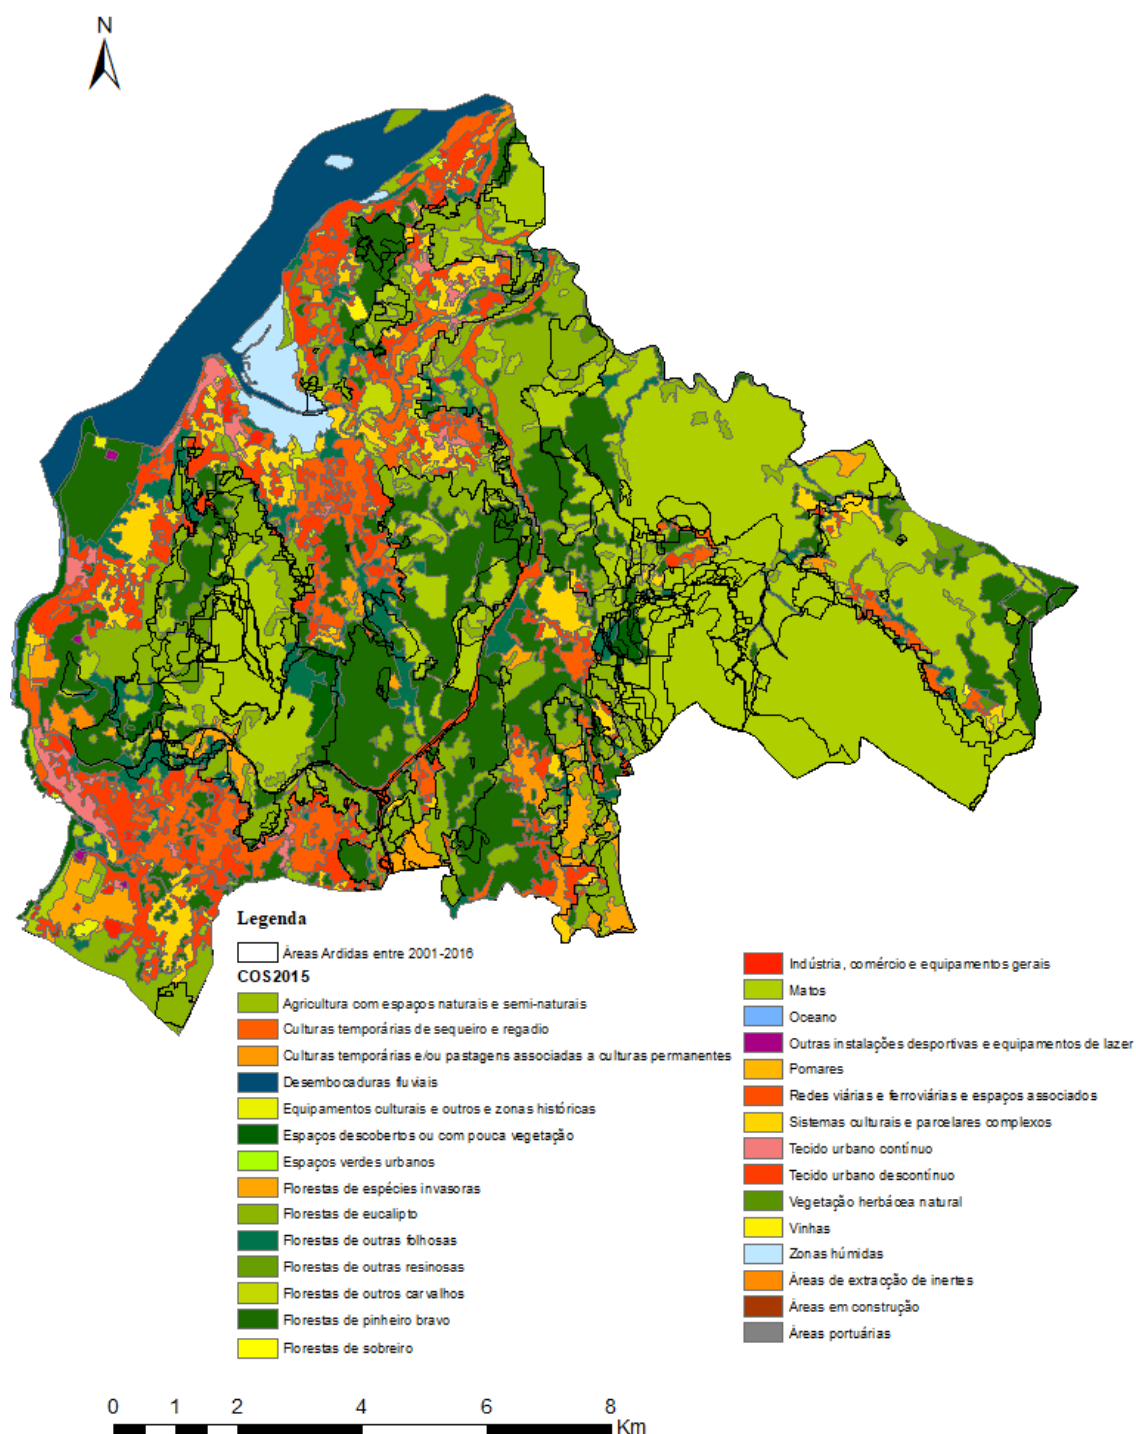 N
Legenda
Áreas Ardidas entre 2001-2016
COS2015
Agricultura com espaços naturais e semi-naturais
Culturas temporárias de sequeiro e regadio
Culturas temporárias e/ou pastagens associadas a culturas permanentes
Desembocaduras fluviais
Equipamentos culturais e outros e zonas históricas
Espaços descobertos ou com pouca vegetação
Espaços verdes urbanos
Florestas de espécies invasoras
Florestas de eucalipto
Florestas de outras folhosas
Florestas de outras resinosas
Florestas de outros carvalhos
Florestas de pinheiro bravo
Florestas de sobreiro
Indústria, comércio e equipamentos gerais
Matos
Oceano
Outras instalações desportivas e equipamentos de lazer
Pomares
Redes viárias e ferroviárias e espaços associados
Sistemas culturais e parcelares complexos
Tecido urbano contínuo
Tecido urbano descontínuo
Vegetação herbácea natural
Vinhas
Zonas húmidas
Áreas de extracção de inertes
Áreas em construção
Áreas portuárias
0 1 2 4 6 8
Km